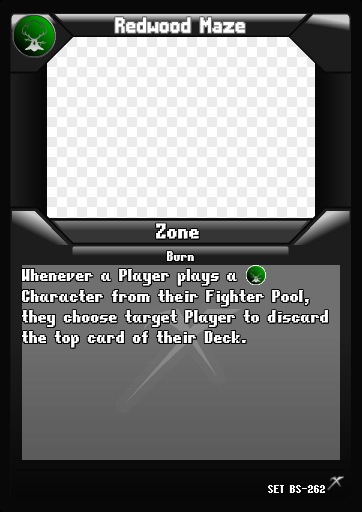 Redwood Maze
Zone
Burn
Whenever a Player plays a
Character from their Fighter Pool,
they choose target Player to discard
the top card of their Deck.
SET BS-262